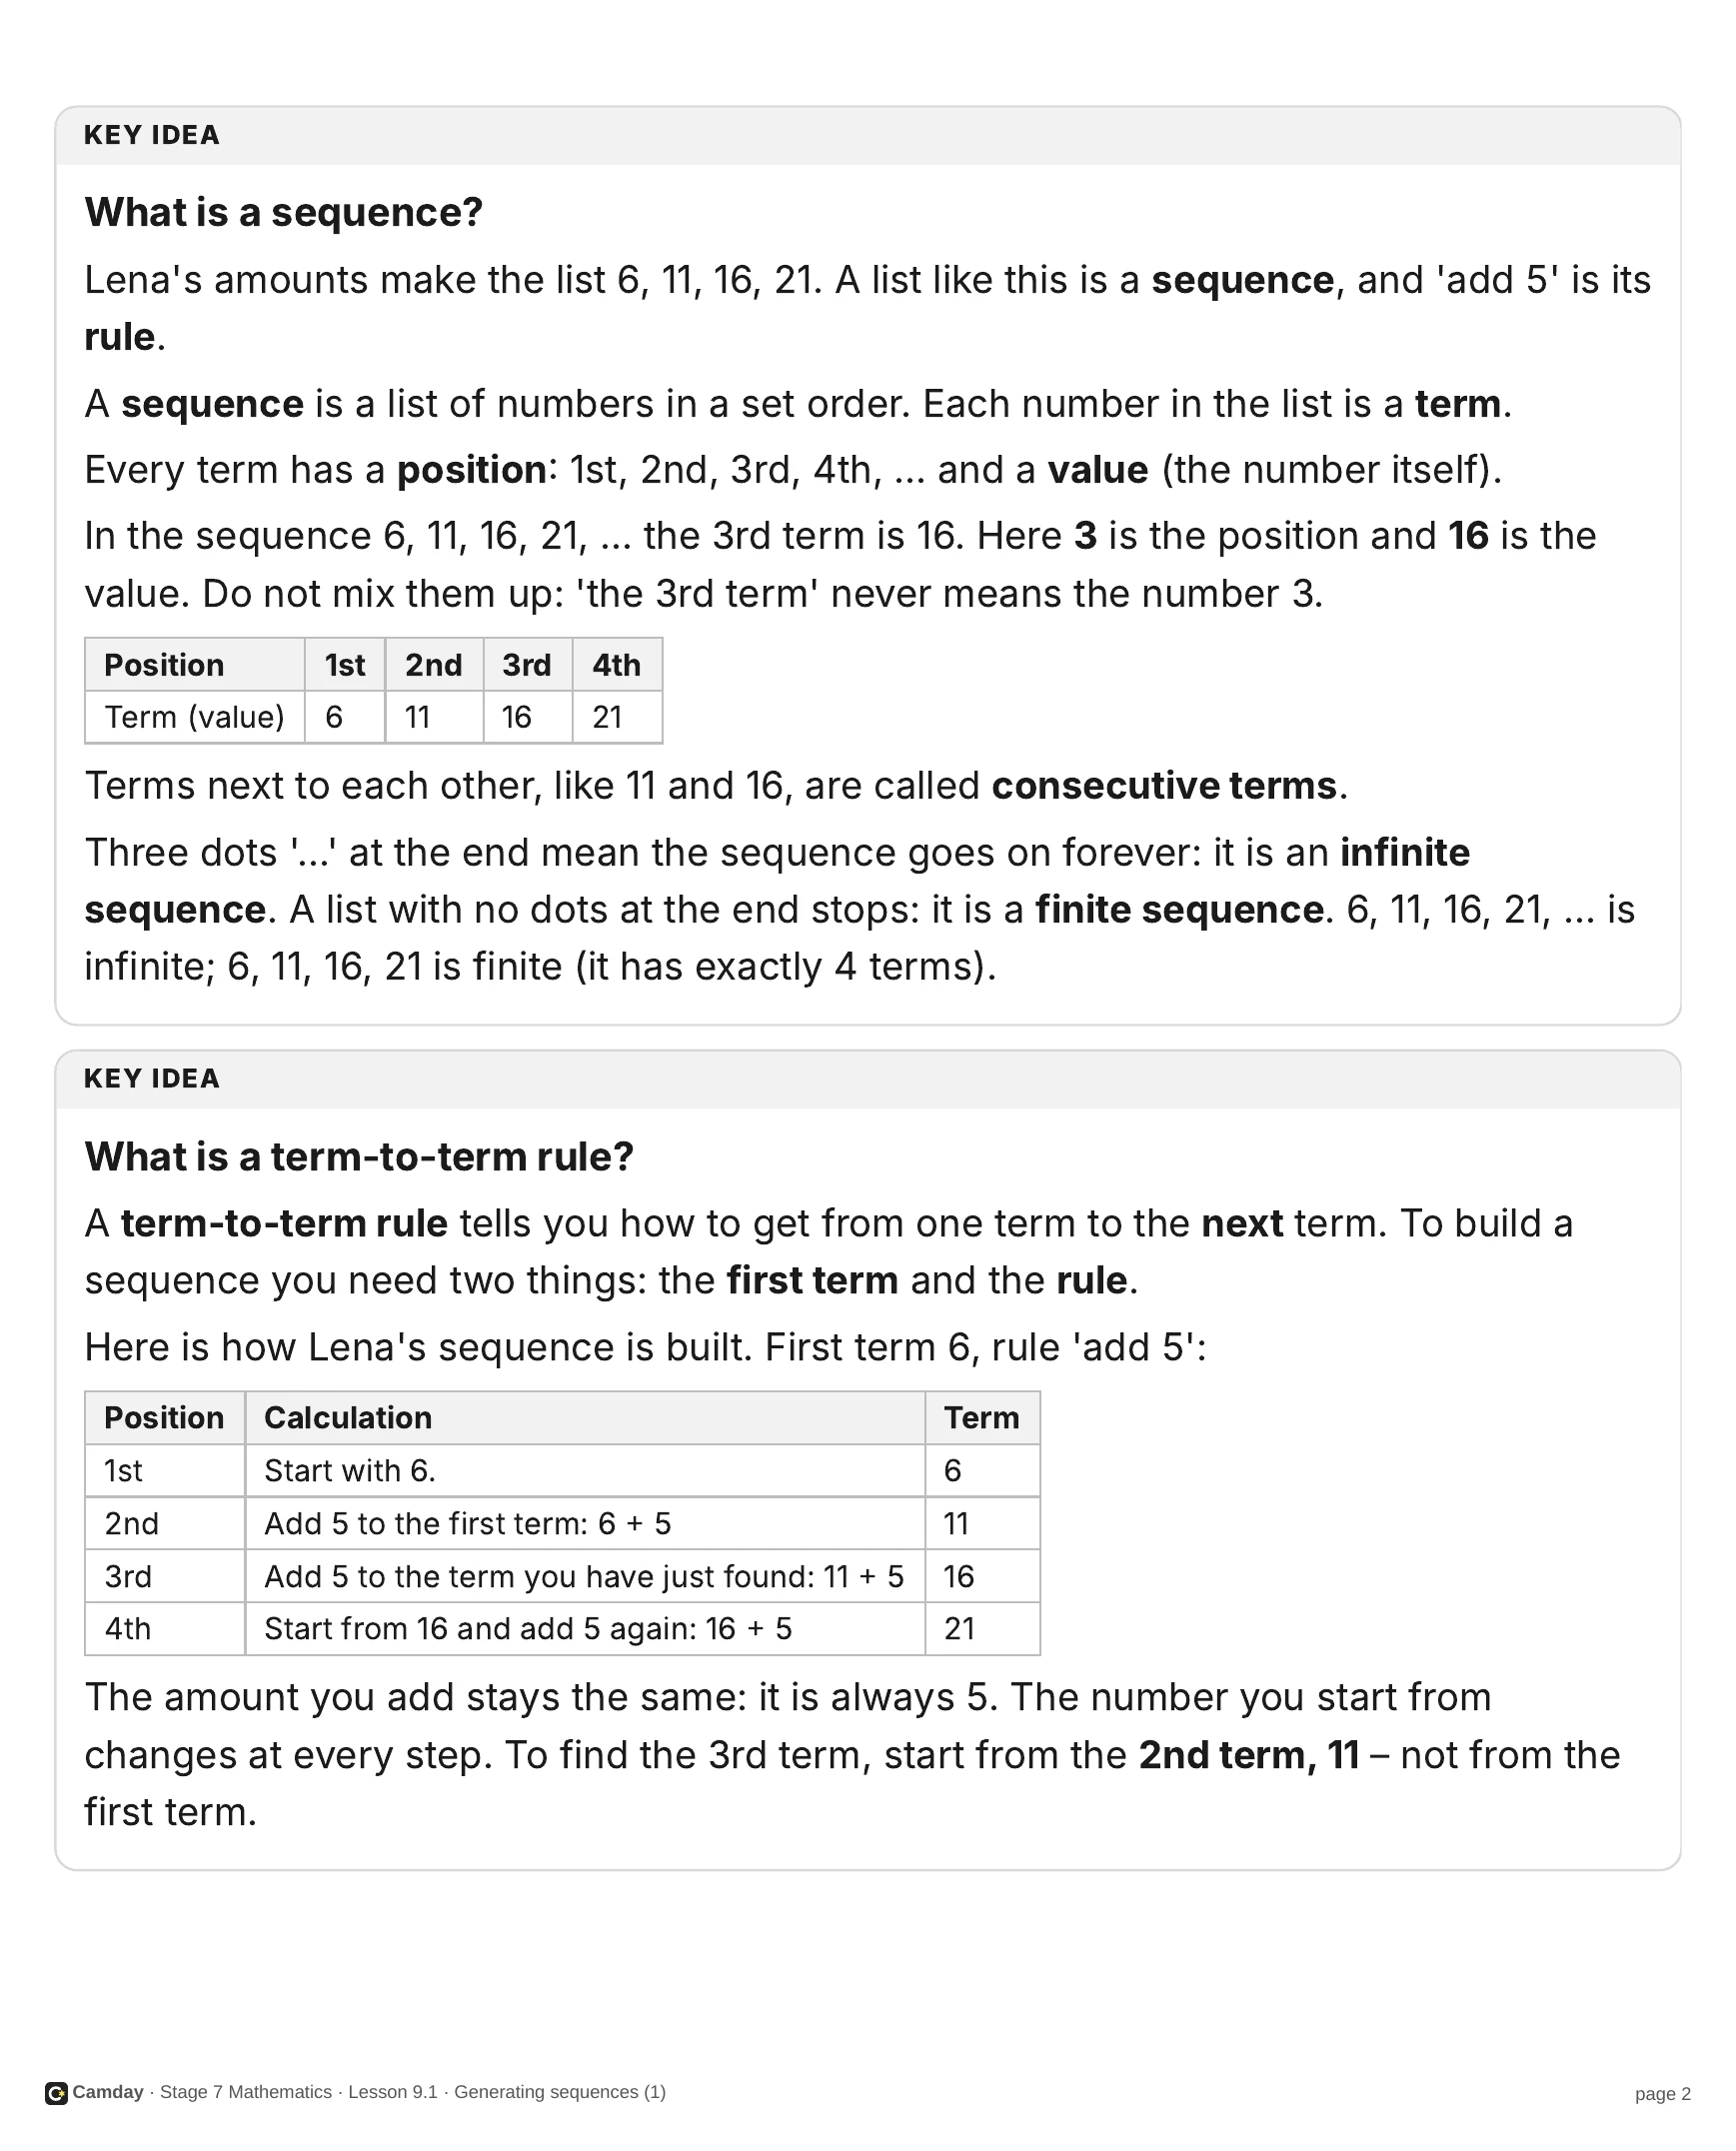 KEY IDEA
What is a sequence?
Lena's amounts make the list 6, 11, 16, 21. A list like this is a sequence, and 'add 5' is its
rule.
A sequence is a list of numbers in a set order. Each number in the list is a term.
Every term has a position: 1st, 2nd, 3rd, 4th, ... and a value (the number itself).
In the sequence 6, 11, 16, 21, ... the 3rd term is 16. Here 3 is the position and 16 is the
value. Do not mix them up: 'the 3rd term' never means the number 3.
Position 1st 2nd 3rd 4th
Term (value) 6 11 16 21
Terms next to each other, like 11 and 16, are called consecutive terms.
Three dots '...' at the end mean the sequence goes on forever: it is an infinite
sequence. A list with no dots at the end stops: it is a finite sequence. 6, 11, 16, 21, ... is
infinite; 6, 11, 16, 21 is finite (it has exactly 4 terms).
KEY IDEA
What is a term-to-term rule?
A term-to-term rule tells you how to get from one term to the next term. To build a
sequence you need two things: the first term and the rule.
Here is how Lena's sequence is built. First term 6, rule 'add 5':
Position Calculation Term
1st Start with 6. 6
2nd Add 5 to the first term: 6 + 5 11
3rd Add 5 to the term you have just found: 11 + 5 16
4th Start from 16 and add 5 again: 16 + 5 21
The amount you add stays the same: it is always 5. The number you start from
changes at every step. To find the 3rd term, start from the 2nd term, 11 – not from the
first term.
Camday · Stage 7 Mathematics · Lesson 9.1 · Generating sequences (1)
page 2